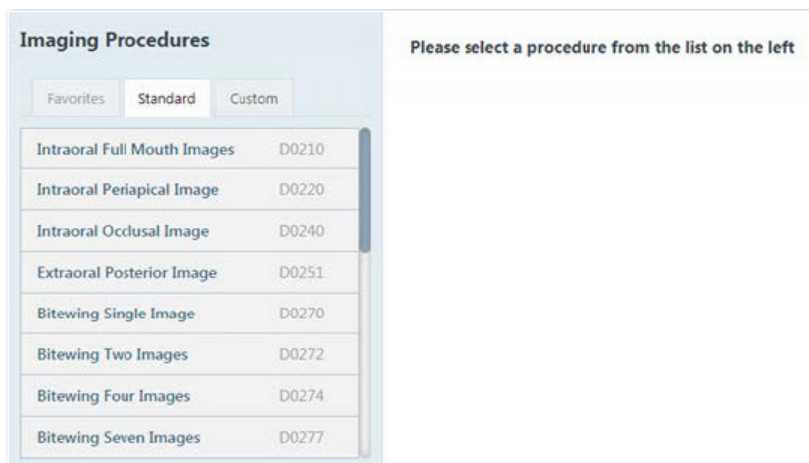 Imaging Procedures
Please select a procedure from the list on the left
Favorites Standard Custom
Intraoral Full Mouth Images D0210
Intraoral Periapical Image D0220
Intraoral Occlusal Image D0240
Extraoral Posterior Image D0251
Bitewing Single Image D0270
Bitewing Two Images D0272
Bitewing Four Images D0274
Bitewing Seven Images D0277